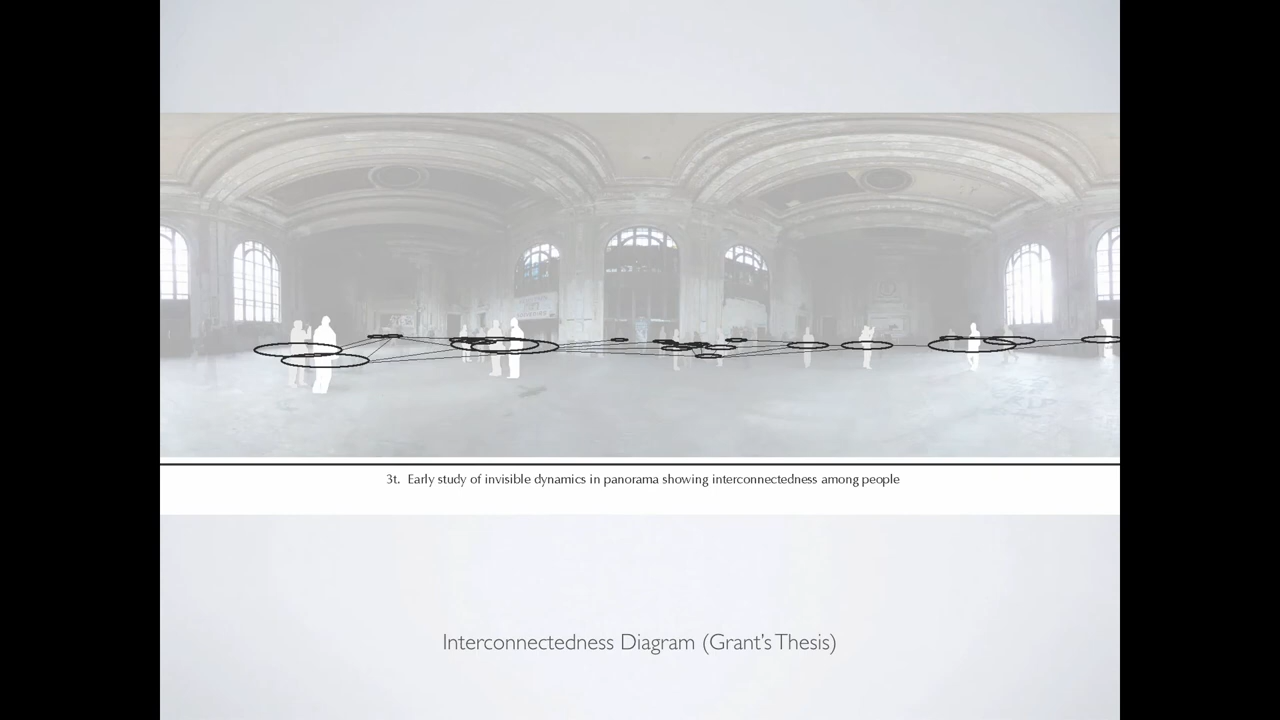 3t. Early study of invisible dynamics in panorama showing interconnectedness among people
Interconnectedness Diagram (Grant's Thesis)